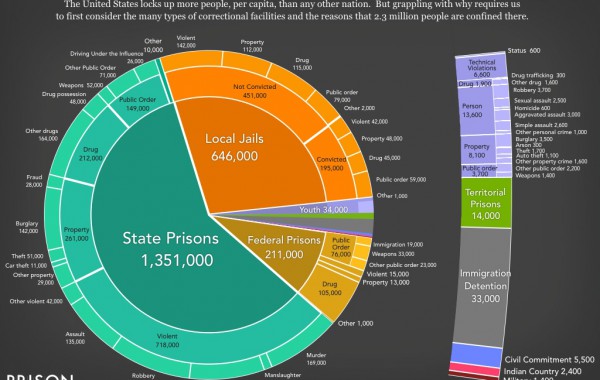 The United States locks up more people, per capita, than any other nation. But grappling with why requires us
to first consider the many types of correctional facilities and the reasons that 2.3 million people are confined there.
Other
10,000
Violent
142,000
Property
112,000
Drug
115,000
Public order
79,000
Other 2,000
Violent 42,000
Property 48,000
Drug 45,000
Public order 59,000
Other 1,000
Not Convicted
451,000
Convicted
195,000
Local Jails
646,000
Youth 34,000
Driving Under the Influence
26,000
Other Public Order
71,000
Weapons 52,000
Drug possession
48,000
Other drugs
164,000
Fraud
28,000
Burglary
142,000
Theft 51,000
Car theft 11,000
Other property
29,000
Other violent 42,000
Assault
135,000
Robbery
Manslaughter
Murder
169,000
Public Order
149,000
Drug
212,000
Property
261,000
Violent
718,000
State Prisons
1,351,000
Federal Prisons
211,000
Public
Order
76,000
Drug
105,000
Immigration 19,000
Weapons 33,000
Other public order 23,000
Violent 15,000
Property 13,000
Other 1,000
Status 600
Technical
Violations
6,600
Drug trafficking 300
Other drug 1,600
Drug 1,900
Robbery 3,700
Person
13,600
Sexual assault 2,500
Homicide 400
Aggravated assault 3,000
Simple assault 2,600
Other personal crime 1,000
Property
8,100
Burglary 3,500
Arson 300
Theft 1,700
Auto theft 1,100
Other property crime 1,600
Public order
3,700
Other public order 2,200
Weapons 1,400
Territorial
Prisons
14,000
Immigration
Detention
33,000
Civil Commitment 5,500
Indian Country 2,400
PRISON